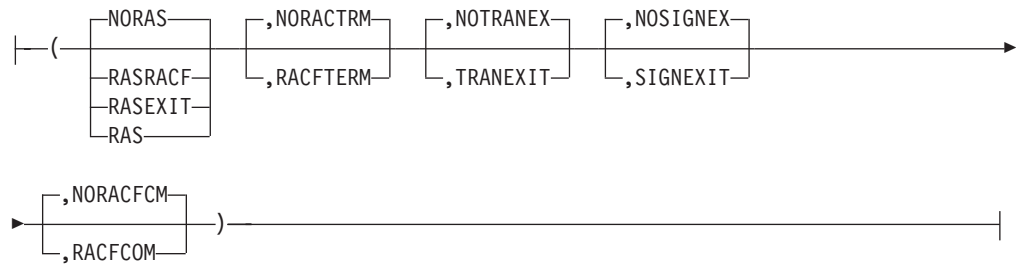 NORAS ,NORACTRM ,NOTRANEX ,NOSIGNEX
(
RASRACF ,RACFTERM ,TRANEXIT ,SIGNEXIT
RASEXIT
RAS
,NORACFCM
)
,RACFCOM